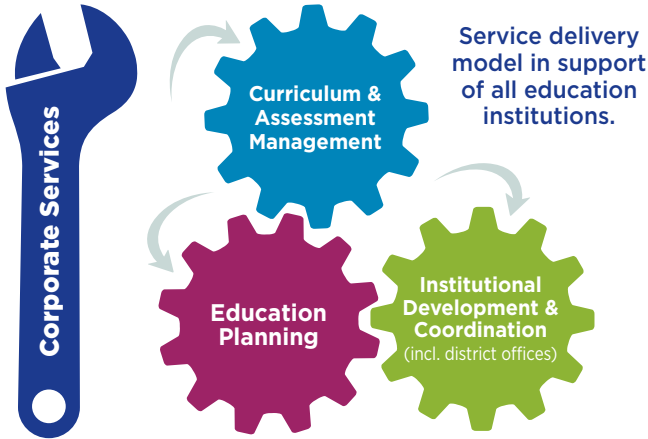 Corporate Services
Curriculum &
Assessment
Management
Service delivery
model in support
of all education
institutions.
Education
Planning
Institutional
Development &
Coordination
(incl. district offices)